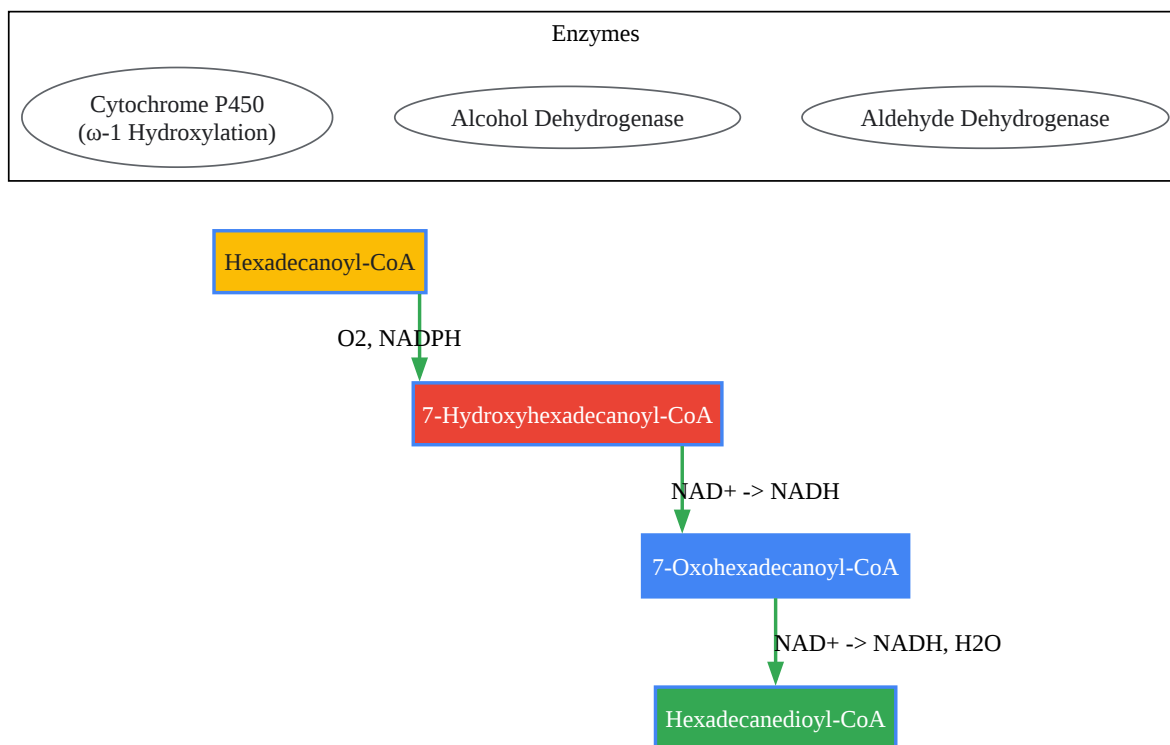 Enzymes
Cytochrome P450
(ω-1 Hydroxylation)
Alcohol Dehydrogenase
Aldehyde Dehydrogenase
Hexadecanoyl-CoA
O2, NADPH
7-Hydroxyhexadecanoyl-CoA
NAD+ -> NADH
7-Oxohexadecanoyl-CoA
NAD+ -> NADH, H2O
Hexadecanedioyl-CoA